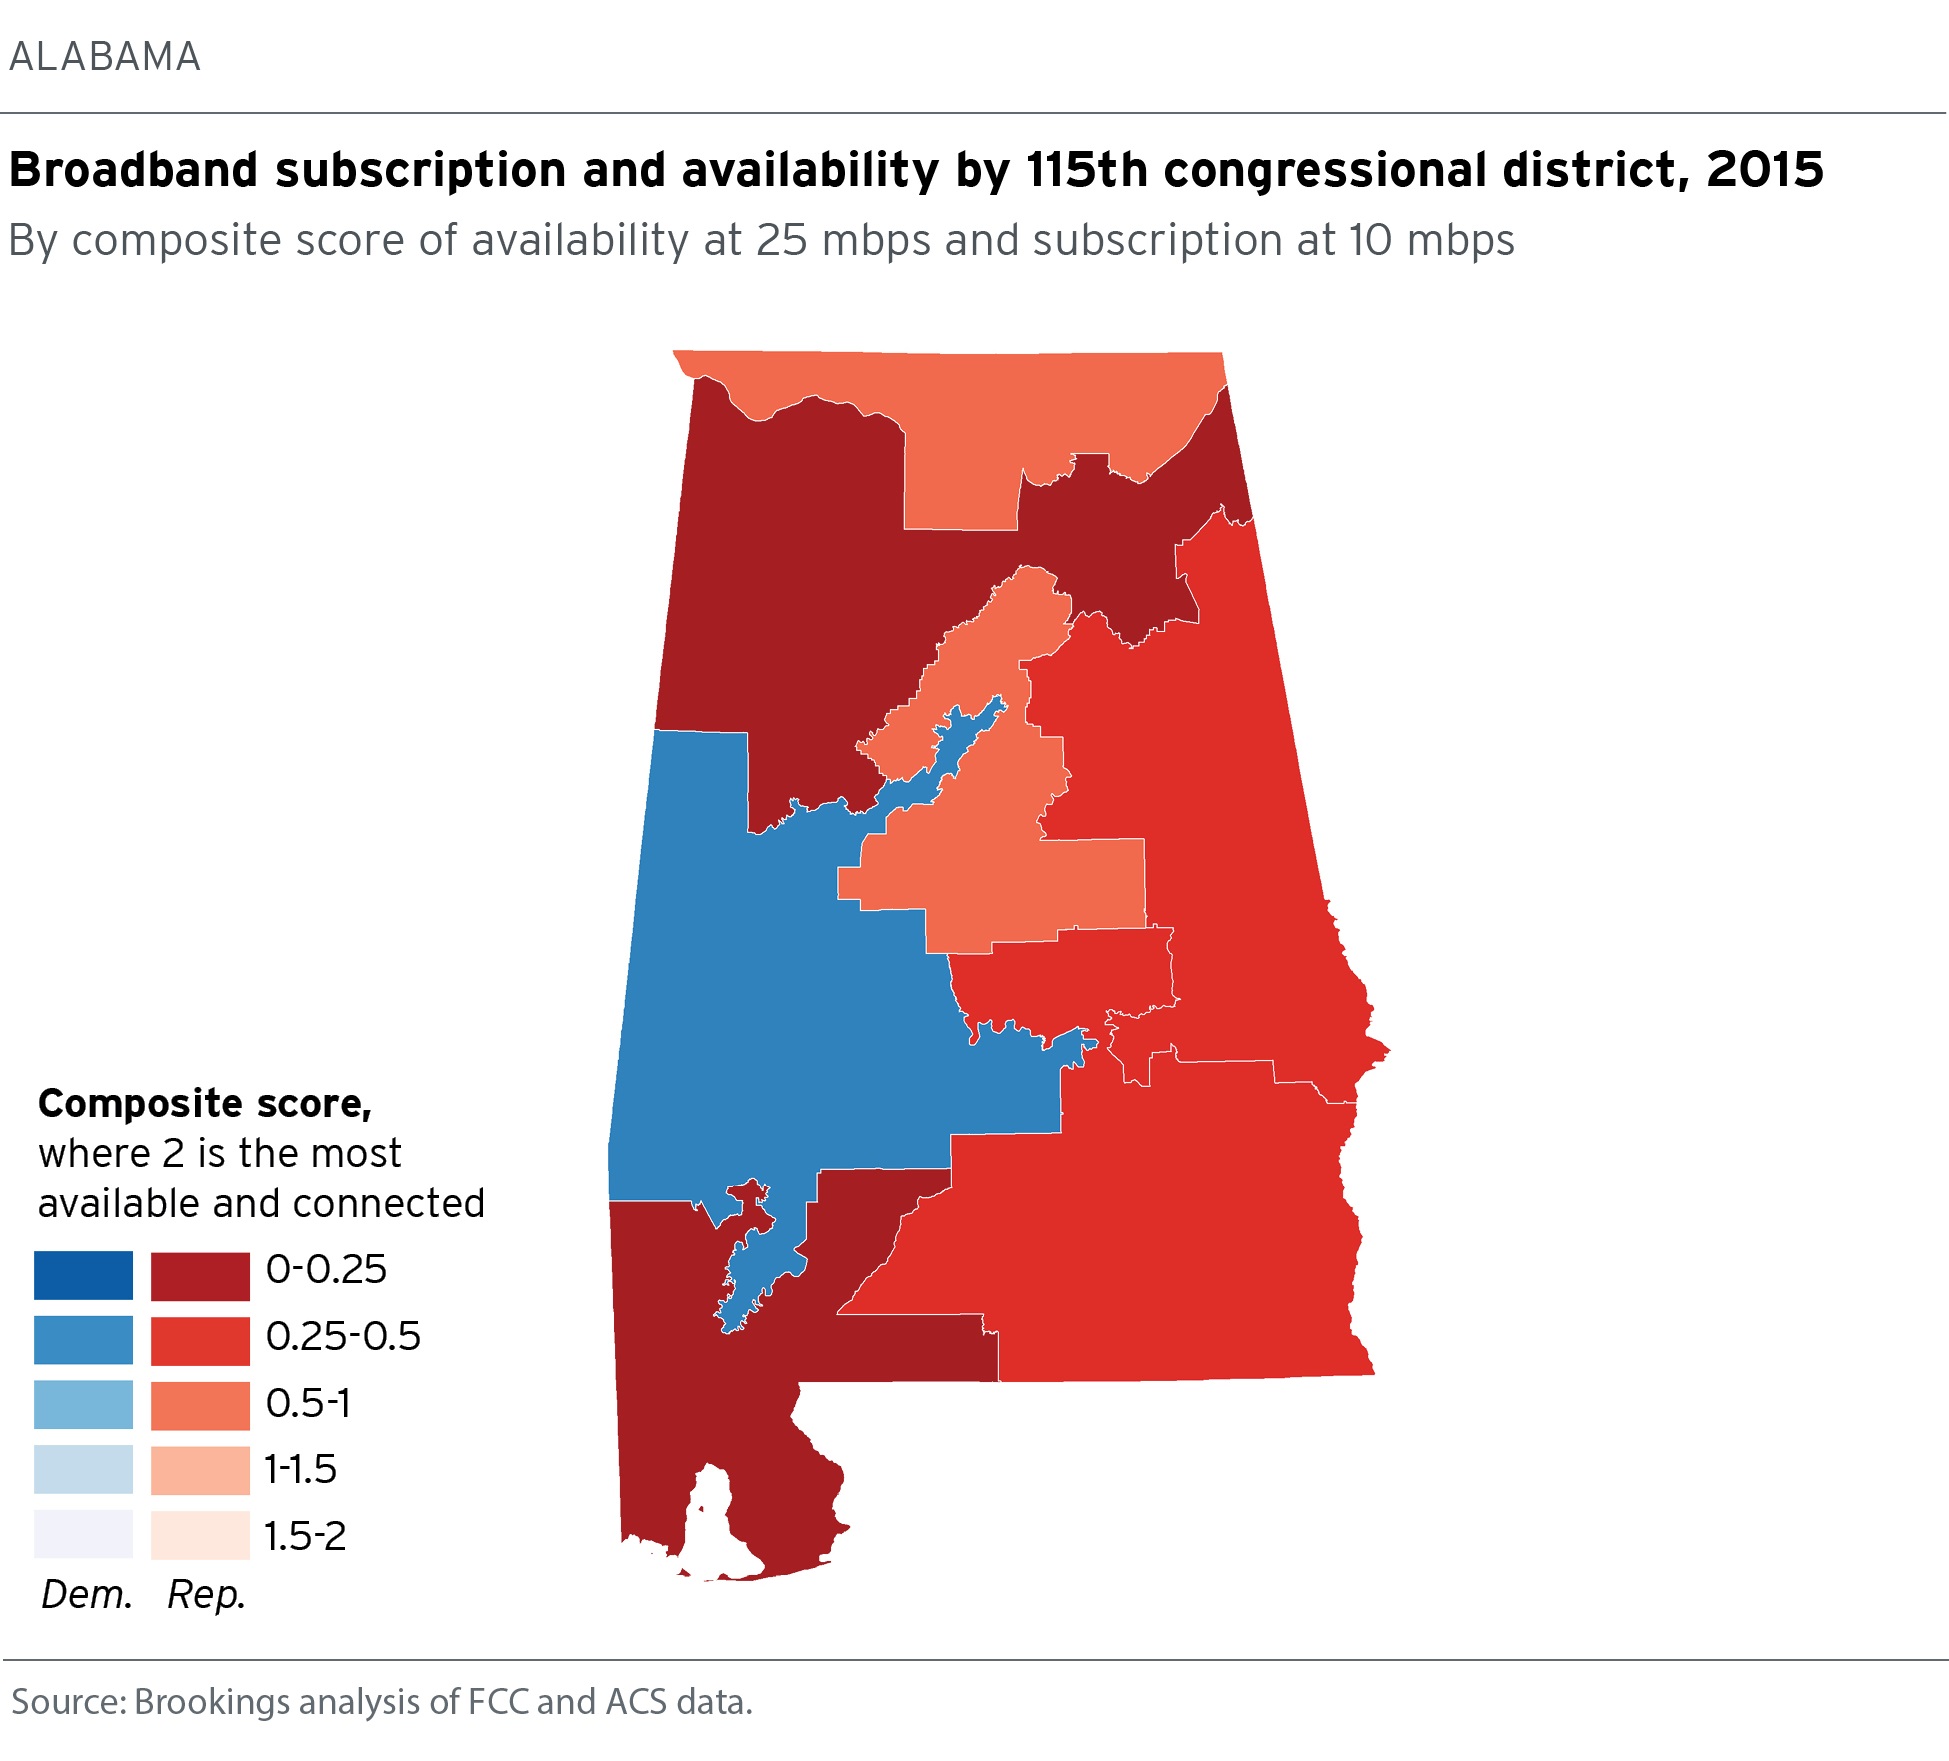 ALABAMA
Broadband subscription and availability by 115th congressional district, 2015
By composite score of availability at 25 mbps and subscription at 10 mbps
Composite score,
where 2 is the most
available and connected
0-0.25
0.25-0.5
0.5-1
1-1.5
1.5-2
Dem. Rep.
Source: Brookings analysis of FCC and ACS data.